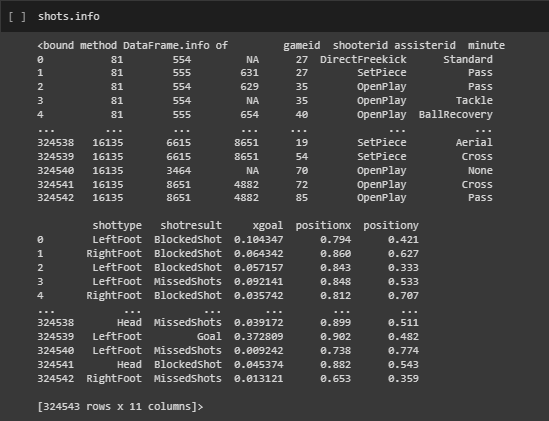 [ ] shots.info
<bound method DataFrame.info of         gameid  shooterid assisterid  minute
0           81        554         NA      27  DirectFreekick      Standard
1           81        555        631      27        SetPiece          Pass
2           81        554        629      35        OpenPlay          Pass
3           81        554         NA      35        OpenPlay        Tackle
4           81        555        654      40        OpenPlay  BallRecovery
...        ...        ...        ...     ...             ...           ...
324538   16135       6615       8651      19        SetPiece        Aerial
324539   16135       6615       8651      54        SetPiece         Cross
324540   16135       3464         NA      70        OpenPlay          None
324541   16135       8651       4882      72        OpenPlay         Cross
324542   16135       6615       4882      85        OpenPlay          Pass
         shottype   shotresult     xgoal  positionx  positiony
0        LeftFoot  BlockedShot  0.104347      0.794      0.421
1       RightFoot  BlockedShot  0.064342      0.860      0.627
2        LeftFoot  BlockedShot  0.057157      0.843      0.333
3        LeftFoot  MissedShots  0.092141      0.848      0.533
4       RightFoot  BlockedShot  0.035742      0.812      0.707
...           ...          ...       ...        ...        ...
324538       Head  MissedShots  0.039172      0.899      0.511
324539   LeftFoot         Goal  0.372809      0.902      0.482
324540   LeftFoot  MissedShots  0.009242      0.738      0.774
324541       Head  BlockedShot  0.045374      0.882      0.543
324542  RightFoot  MissedShots  0.013121      0.653      0.359
[324543 rows x 11 columns]>